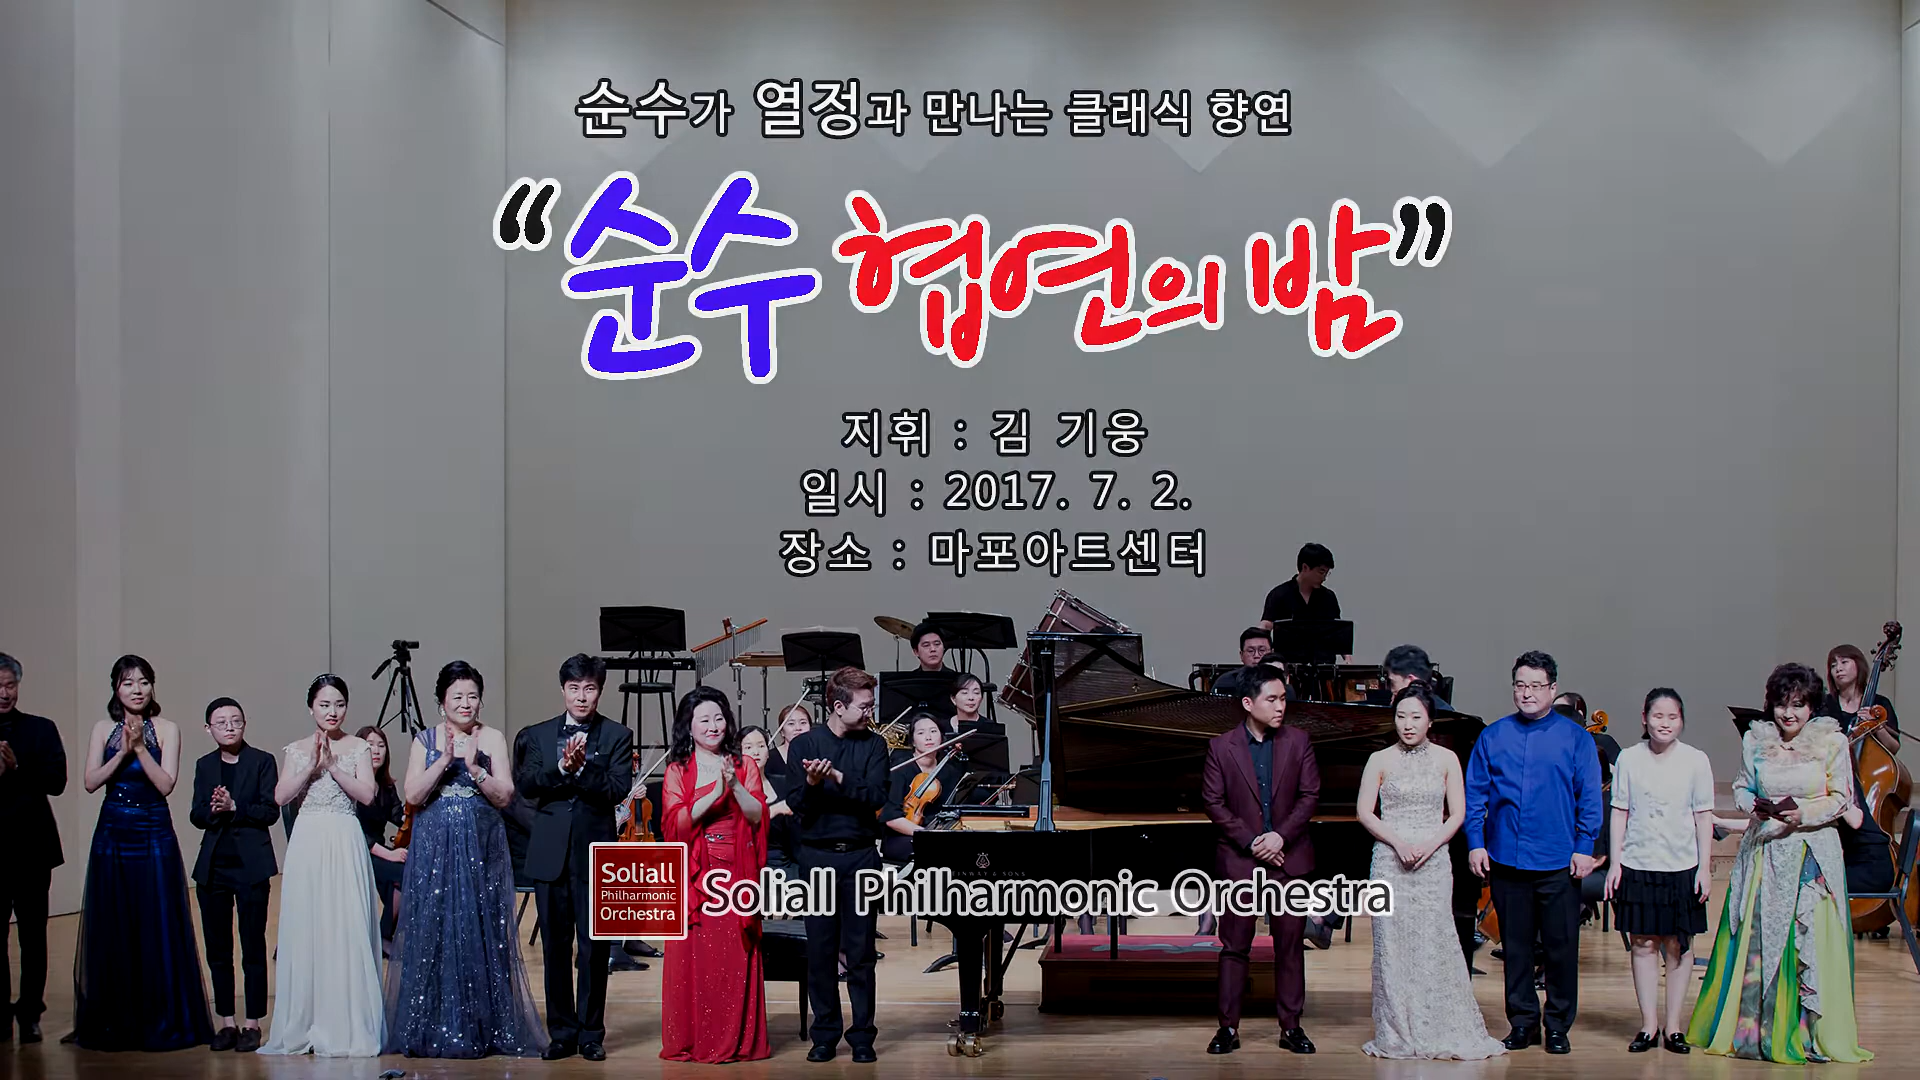 순수가 열정과 만나는 클래식 향연
“순수 협연의 밤”
지휘 : 김 기웅
일시 : 2017. 7. 2.
장소 : 마포아트센터
Soliall
Philharmonic
Orchestra
Soliall Philharmonic Orchestra